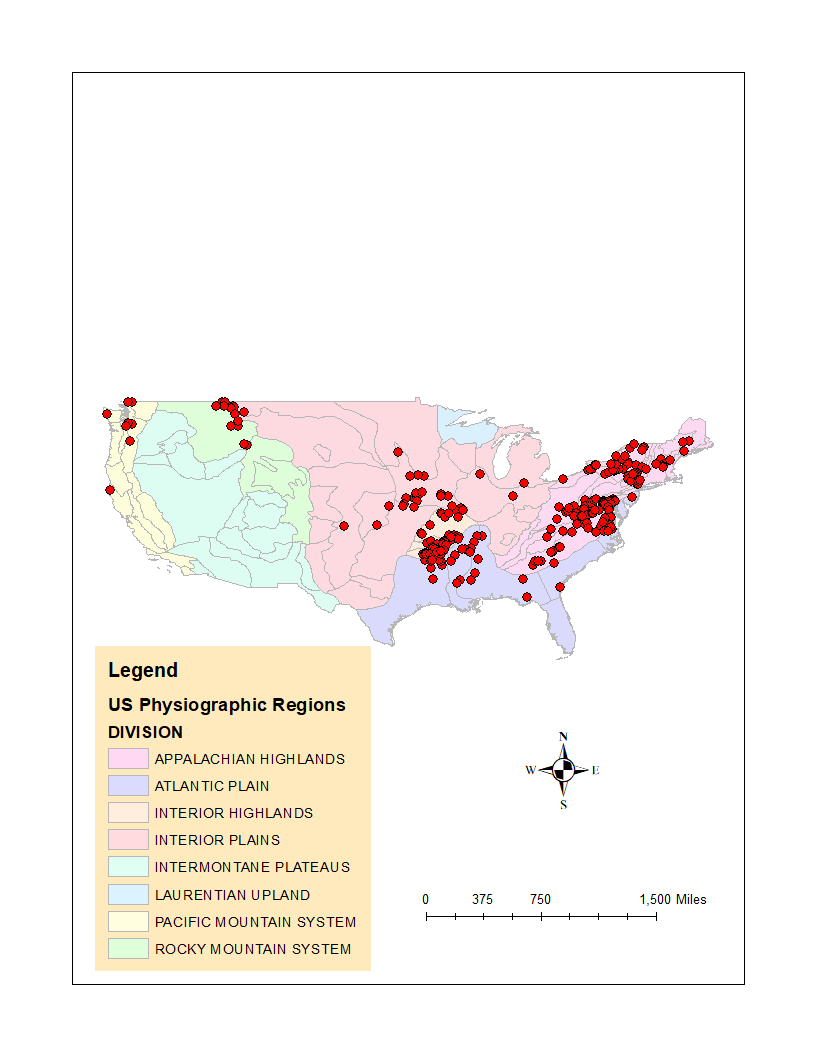 Legend
US Physiographic Regions
DIVISION
APPALACHIAN HIGHLANDS
ATLANTIC PLAIN
INTERIOR HIGHLANDS
INTERIOR PLAINS
INTERMONTANE PLATEAUS
LAURENTIAN UPLAND
PACIFIC MOUNTAIN SYSTEM
ROCKY MOUNTAIN SYSTEM
N
W E
S
0 375 750 1,500 Miles